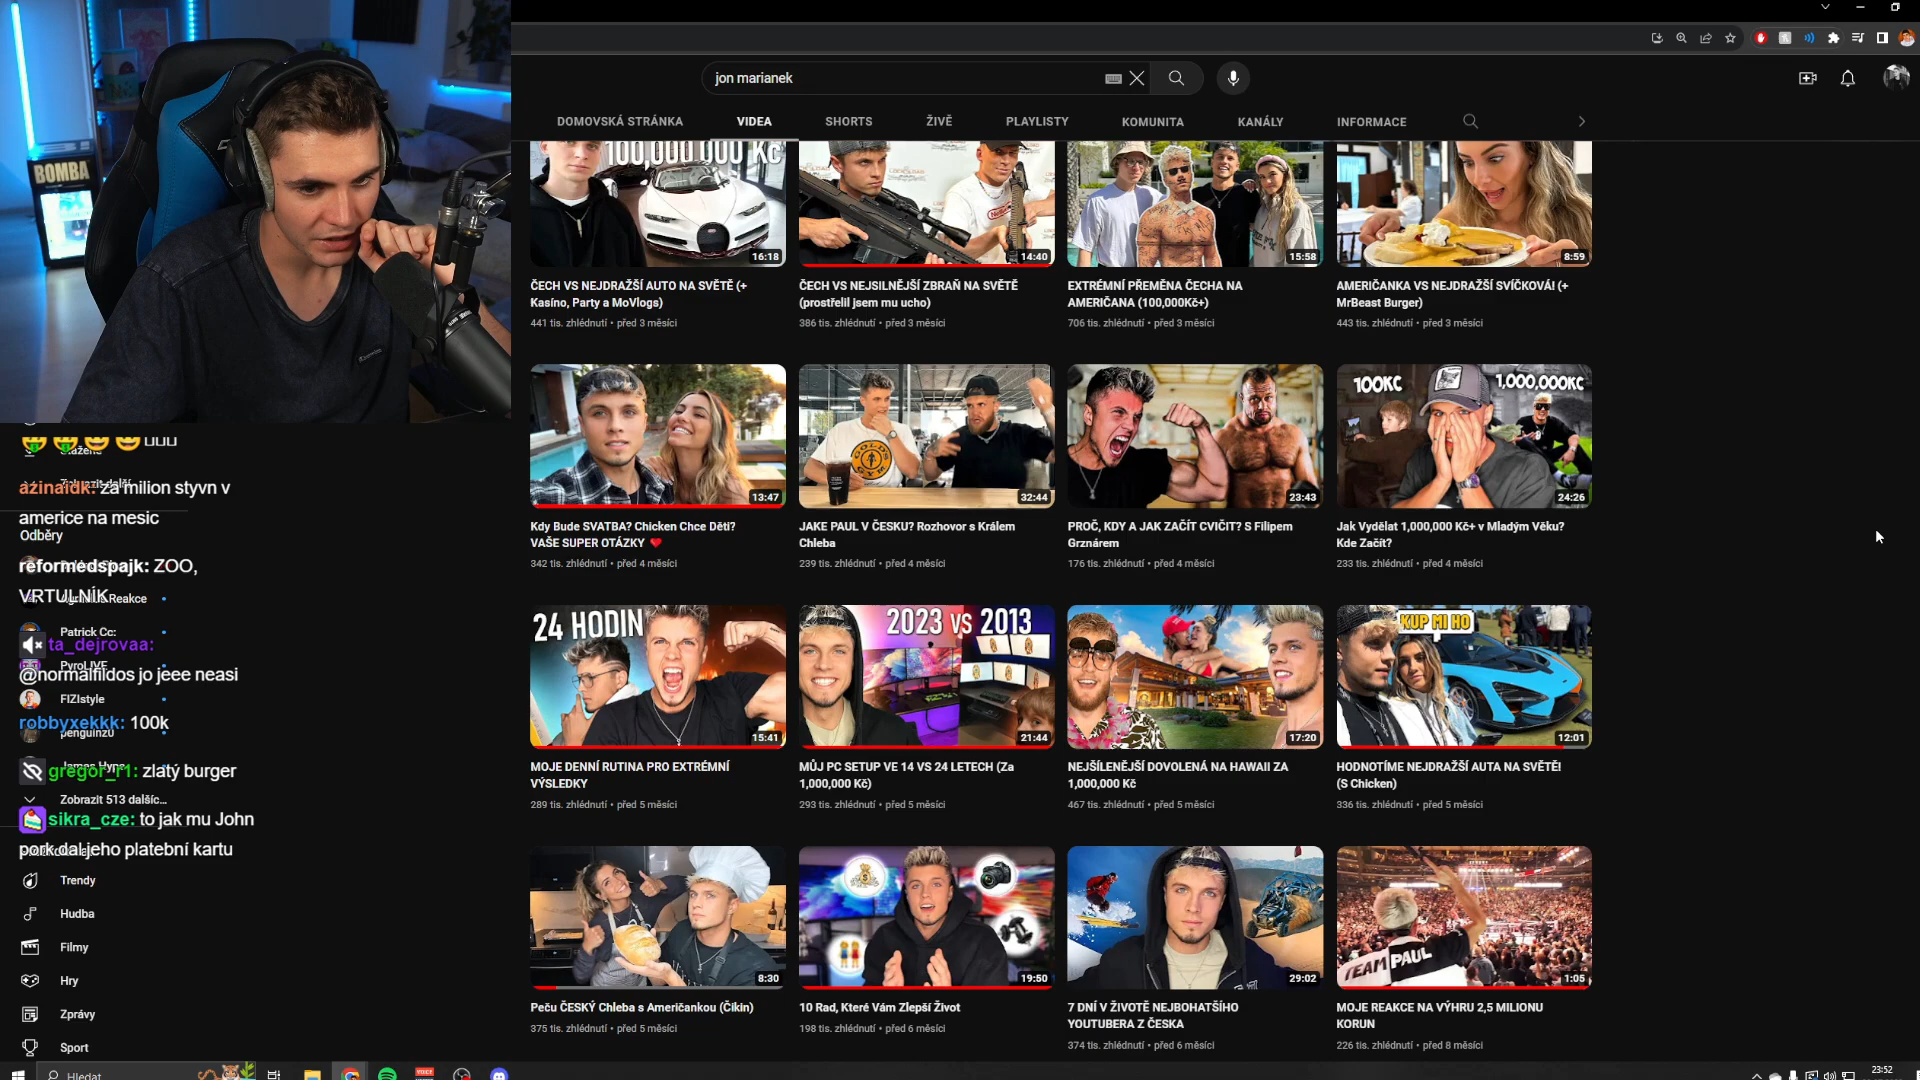 jon marianek
DOMOVSKÁ STRÁNKA
VIDEA
SHORTS
ŽIVĚ
PLAYLISTY
KOMUNITA
KANÁLY
INFORMACE
BOMBA
100,000,000 Kč
16:18
14:40
15:58
8:59
ČECH VS NEJDRAŽŠÍ AUTO NA SVĚTĚ (+
Kasíno, Party a MoVlogs)
441 tis. zhlédnutí • před 3 měsíci
ČECH VS NEJSILNĚJŠÍ ZBRAŇ NA SVĚTĚ
(prostřelil jsem mu ucho)
386 tis. zhlédnutí • před 3 měsíci
EXTRÉMNÍ PŘEMĚNA ČECHA NA
AMERIČANA (100,000Kč+)
706 tis. zhlédnutí • před 3 měsíci
AMERIČANKA VS NEJDRAŽŠÍ SVÍČKOVÁ! (+
MrBeast Burger)
443 tis. zhlédnutí • před 3 měsíci
GOLD'S
GYM
100KČ
1,000,000KČ
13:47
32:44
23:43
24:26
Kdy Bude SVATBA? Chicken Chce Děti?
VAŠE SUPER OTÁZKY ❤️
342 tis. zhlédnutí • před 4 měsíci
JAKE PAUL V ČESKU? Rozhovor s Králem
Chleba
239 tis. zhlédnutí • před 4 měsíci
PROČ, KDY A JAK ZAČÍT CVIČIT? S Filipem
Grznárem
176 tis. zhlédnutí • před 4 měsíci
Jak Vydělat 1,000,000 Kč+ v Mladým Věku?
Kde Začít?
233 tis. zhlédnutí • před 4 měsíci
24 HODIN
2023 VS 2013
KUP MI HO
15:41
21:44
17:20
12:01
MOJE DENNÍ RUTINA PRO EXTRÉMNÍ
VÝSLEDKY
289 tis. zhlédnutí • před 5 měsíci
MŮJ PC SETUP VE 14 VS 24 LETECH (Za
1,000,000 Kč)
293 tis. zhlédnutí • před 5 měsíci
NEJŠÍLENĚJŠÍ DOVOLENÁ NA HAWAII ZA
1,000,000 Kč
467 tis. zhlédnutí • před 5 měsíci
HODNOTÍME NEJDRAŽŠÍ AUTA NA SVĚTĚ!
(S Chicken)
336 tis. zhlédnutí • před 5 měsíci
TEAM PAUL
8:30
19:50
29:02
1:05
Peču ČESKÝ Chleba s Američankou (Čikin)
375 tis. zhlédnutí • před 5 měsíci
10 Rad, Které Vám Zlepší Život
198 tis. zhlédnutí • před 6 měsíci
7 DNÍ V ŽIVOTĚ NEJBOHATŠÍHO
YOUTUBERA Z ČESKA
374 tis. zhlédnutí • před 6 měsíci
MOJE REAKCE NA VÝHRU 2,5 MILIONU
KORUN
226 tis. zhlédnutí • před 8 měsíci
azinaidk: za milion styvn v
americe na mesic
Odběry
reformedspajk: ZOO,
VRTULNÍK
Reakce
Patrick Cc:
ta_dejrovaa:
PyroLIVE
@normalfildos jo jeee neasi
FIZIstyle
robbyxekkk: 100k
penguinz0
gregor_r1: zlatý burger
Zobrazit 513 dalšíc...
sikra_cze: to jak mu John
pork dal jeho platební kartu
Trendy
Hudba
Filmy
Hry
Zprávy
Sport
Hledat
VOICE
23:52